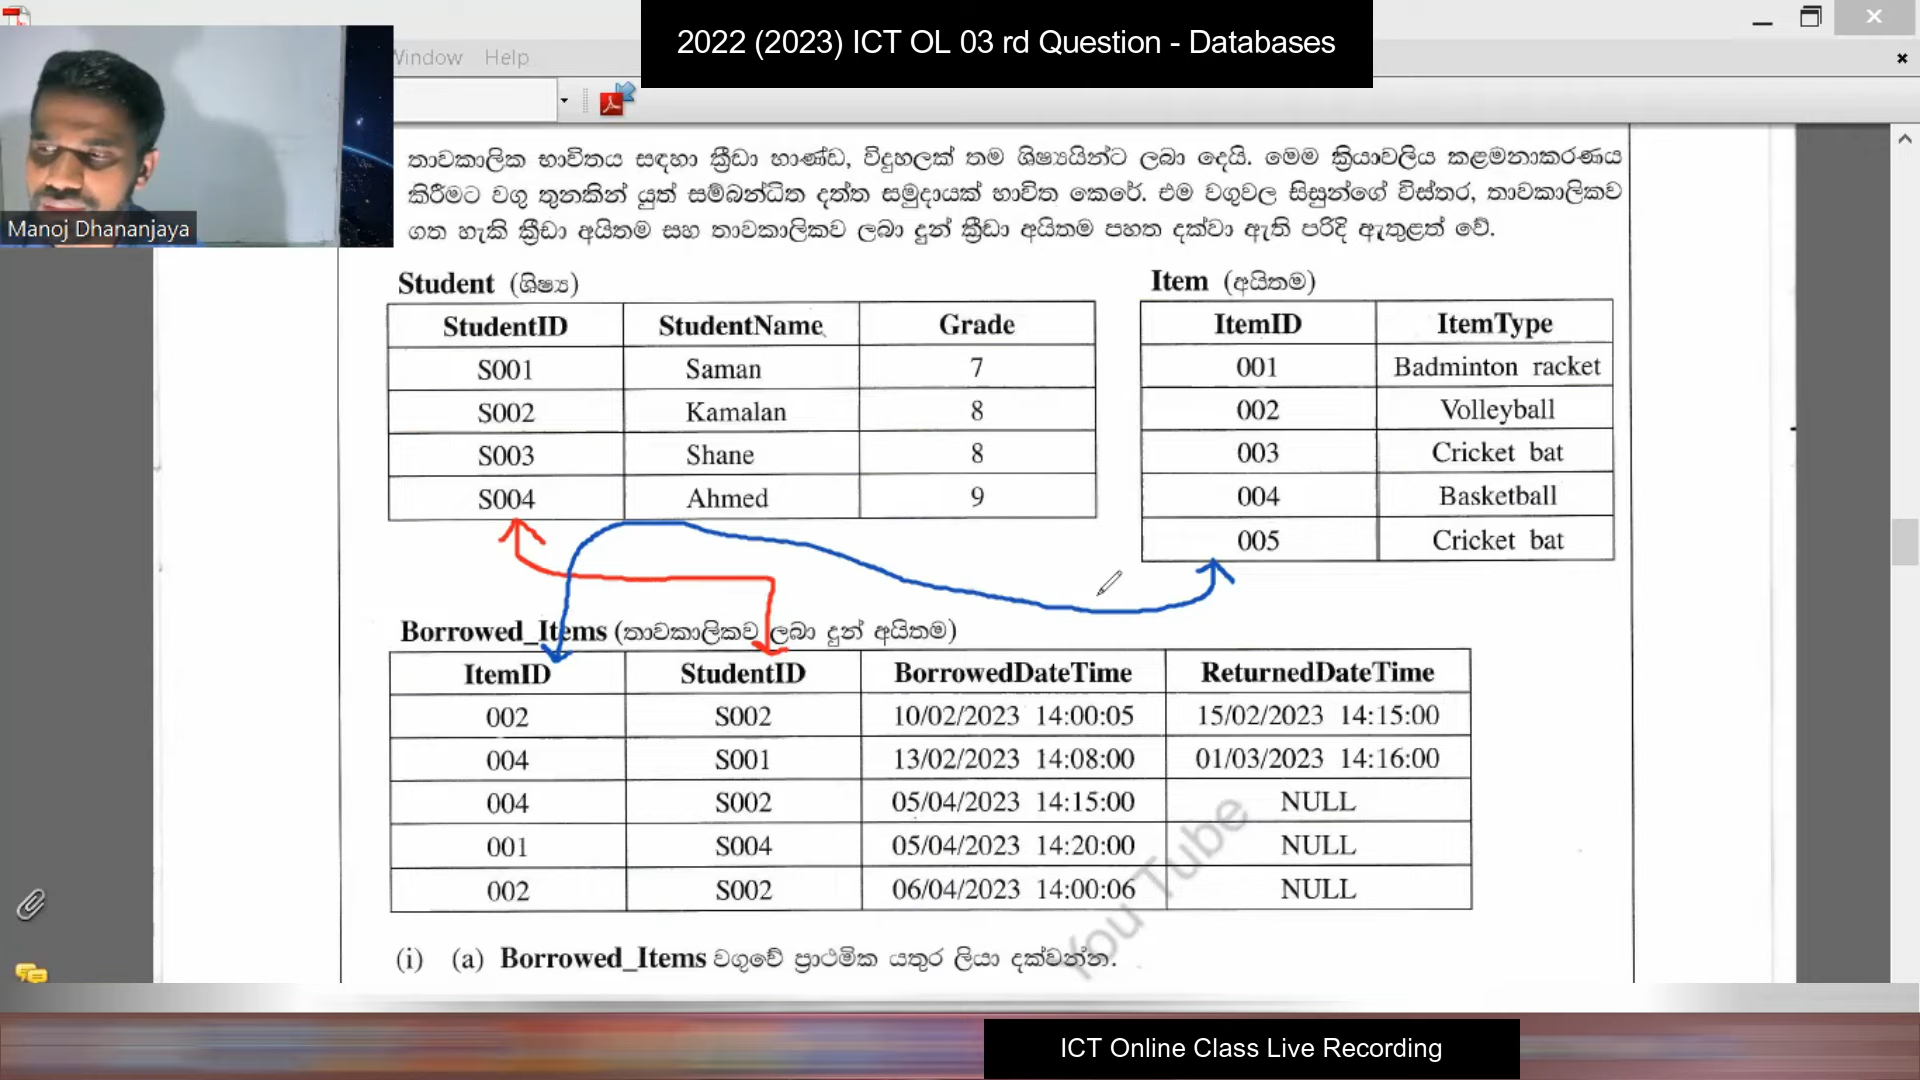 2022 (2023) ICT OL 03 rd Question - Databases
Window Help
Manoj Dhananjaya
තාවකාලික භාවිතය සඳහා ක්‍රීඩා භාණ්ඩ, විදුහලක් තම ශිෂ්‍යයින්ට ලබා දෙයි. මෙම ක්‍රියාවලිය කළමනාකරණය
කිරීමට වගු තුනකින් යුත් සම්බන්ධිත දත්ත සමුදායක් භාවිත කෙරේ. එම වගුවල සිසුන්ගේ විස්තර, තාවකාලිකව
ගත හැකි ක්‍රීඩා අයිතම සහ තාවකාලිකව ලබා දුන් ක්‍රීඩා අයිතම පහත දක්වා ඇති පරිදි ඇතුළත් වේ.
Student (ශිෂ්‍ය)
StudentID StudentName Grade
S001 Saman 7
S002 Kamalan 8
S003 Shane 8
S004 Ahmed 9
Item (අයිතම)
ItemID ItemType
001 Badminton racket
002 Volleyball
003 Cricket bat
004 Basketball
005 Cricket bat
Borrowed_Items (තාවකාලිකව ලබා දුන් අයිතම)
ItemID StudentID BorrowedDateTime ReturnedDateTime
002 S002 10/02/2023 14:00:05 15/02/2023 14:15:00
004 S001 13/02/2023 14:08:00 01/03/2023 14:16:00
004 S002 05/04/2023 14:15:00 NULL
001 S004 05/04/2023 14:20:00 NULL
002 S002 06/04/2023 14:00:06 NULL
YouTube
(i) (a) Borrowed_Items වගුවේ ප්‍රාථමික යතුර ලියා දක්වන්න.
ICT Online Class Live Recording